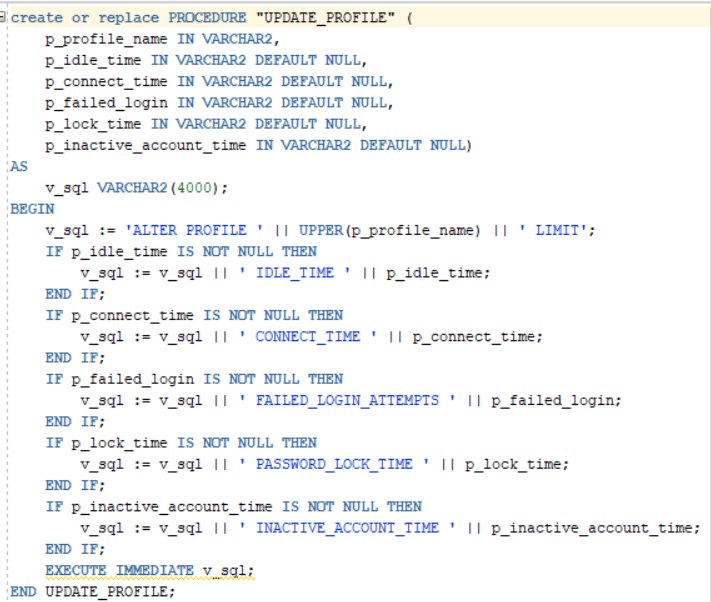 create or replace PROCEDURE "UPDATE_PROFILE" (
    p_profile_name IN VARCHAR2,
    p_idle_time IN VARCHAR2 DEFAULT NULL,
    p_connect_time IN VARCHAR2 DEFAULT NULL,
    p_failed_login IN VARCHAR2 DEFAULT NULL,
    p_lock_time IN VARCHAR2 DEFAULT NULL,
    p_inactive_account_time IN VARCHAR2 DEFAULT NULL)
AS
    v_sql VARCHAR2(4000);
BEGIN
    v_sql := 'ALTER PROFILE ' || UPPER(p_profile_name) || ' LIMIT';
    IF p_idle_time IS NOT NULL THEN
        v_sql := v_sql || ' IDLE_TIME ' || p_idle_time;
    END IF;
    IF p_connect_time IS NOT NULL THEN
        v_sql := v_sql || ' CONNECT_TIME ' || p_connect_time;
    END IF;
    IF p_failed_login IS NOT NULL THEN
        v_sql := v_sql || ' FAILED_LOGIN_ATTEMPTS ' || p_failed_login;
    END IF;
    IF p_lock_time IS NOT NULL THEN
        v_sql := v_sql || ' PASSWORD_LOCK_TIME ' || p_lock_time;
    END IF;
    IF p_inactive_account_time IS NOT NULL THEN
        v_sql := v_sql || ' INACTIVE_ACCOUNT_TIME ' || p_inactive_account_time;
    END IF;
    EXECUTE IMMEDIATE v_sql;
END UPDATE_PROFILE;